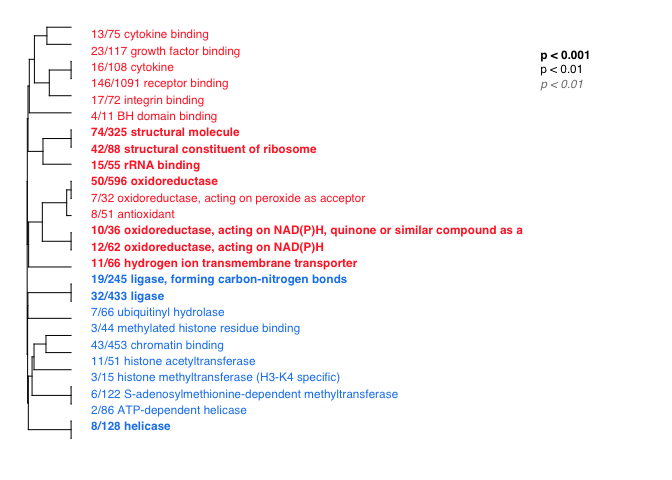 13/75 cytokine binding
23/117 growth factor binding
16/108 cytokine
146/1091 receptor binding
17/72 integrin binding
4/11 BH domain binding
74/325 structural molecule
42/88 structural constituent of ribosome
15/55 rRNA binding
50/596 oxidoreductase
7/32 oxidoreductase, acting on peroxide as acceptor
8/51 antioxidant
10/36 oxidoreductase, acting on NAD(P)H, quinone or similar compound as a
12/62 oxidoreductase, acting on NAD(P)H
11/66 hydrogen ion transmembrane transporter
19/245 ligase, forming carbon-nitrogen bonds
32/433 ligase
7/66 ubiquitinyl hydrolase
3/44 methylated histone residue binding
43/453 chromatin binding
11/51 histone acetyltransferase
3/15 histone methyltransferase (H3-K4 specific)
6/122 S-adenosylmethionine-dependent methyltransferase
2/86 ATP-dependent helicase
8/128 helicase
p < 0.001
p < 0.01
p < 0.01